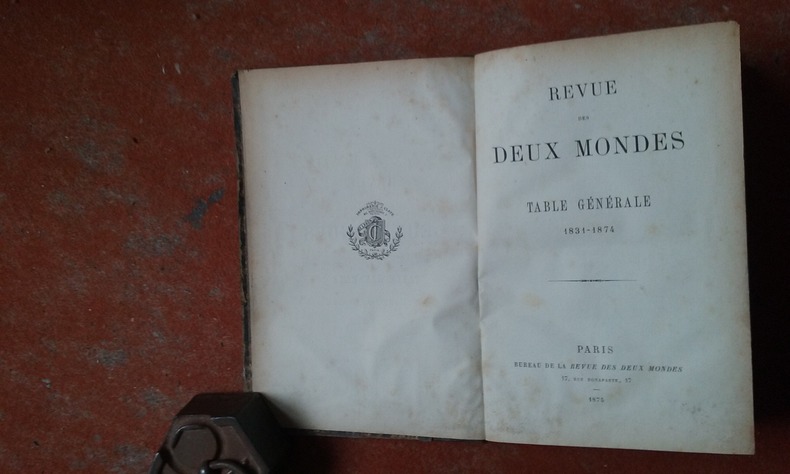 REVUE
DES
DEUX MONDES
TABLE GÉNÉRALE
1831-1874
PARIS
BUREAU DE LA REVUE DES DEUX MONDES
17, RUE BONAPARTE, 17
1875